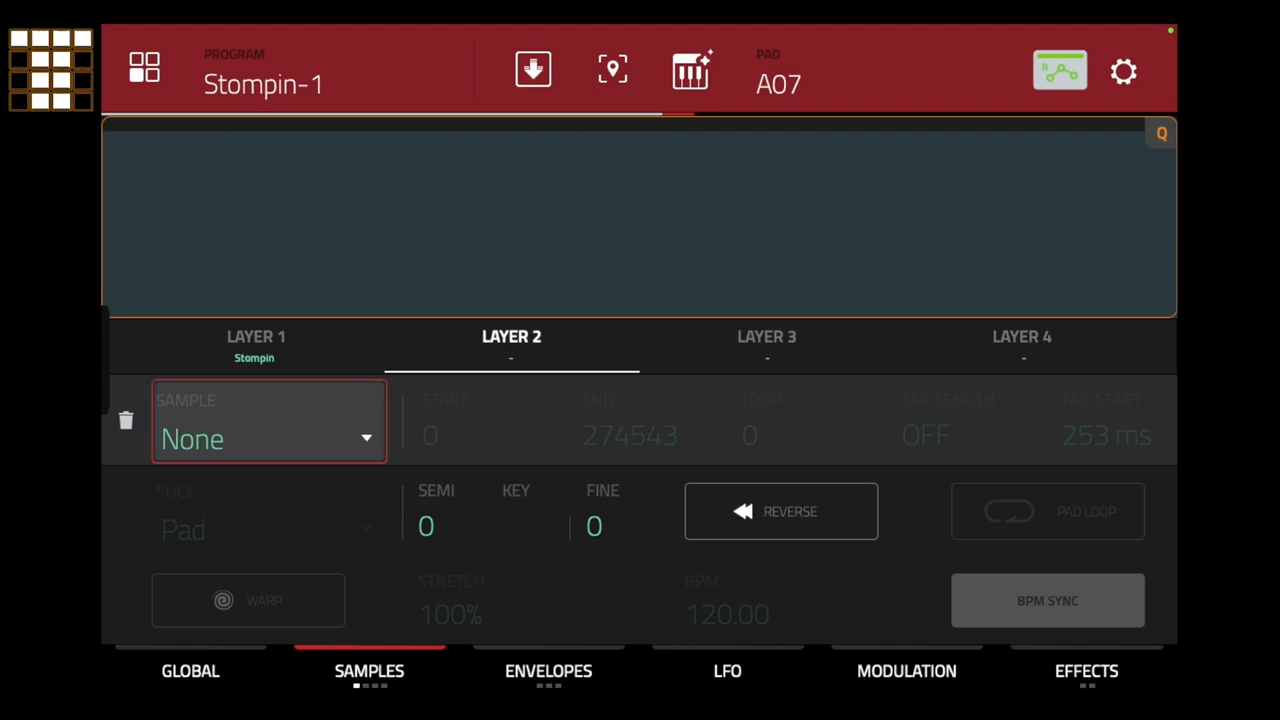 PROGRAM
Stompin-1
PAD
A07
R
Q
LAYER 1
Stompin
LAYER 2
-
LAYER 3
-
LAYER 4
-
SAMPLE
None
START
0
END
274543
LOOP
0
TAIL LENGTH
OFF
TAIL START
253 ms
SLICE
Pad
SEMI
0
KEY
FINE
0
REVERSE
PAD LOOP
WARP
STRETCH
100%
BPM
120.00
BPM SYNC
GLOBAL
SAMPLES
ENVELOPES
LFO
MODULATION
EFFECTS